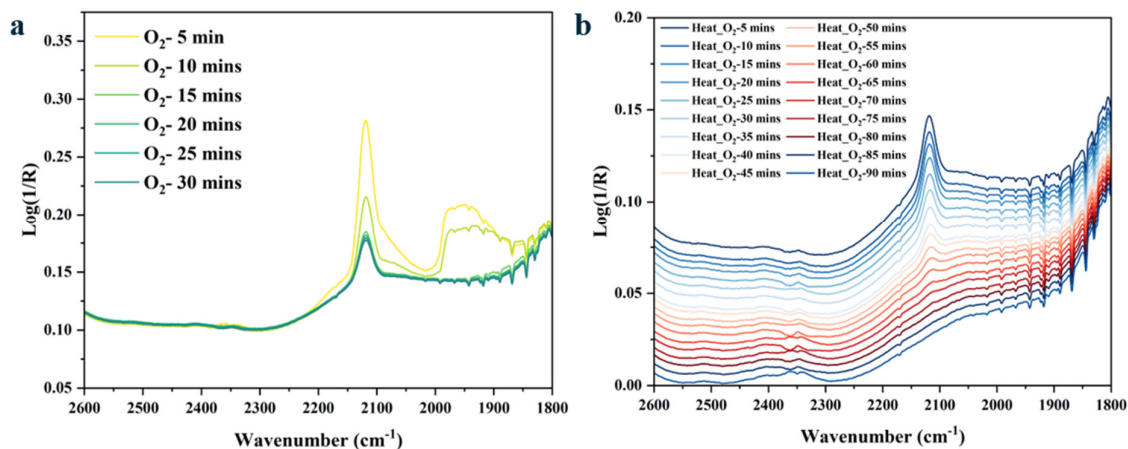 a
Log(1/R)
0.35
0.30
0.25
0.20
0.15
0.10
0.05
O₂- 5 min
O₂- 10 mins
O₂- 15 mins
O₂- 20 mins
O₂- 25 mins
O₂- 30 mins
2600 2500 2400 2300 2200 2100 2000 1900 1800
Wavenumber (cm⁻¹)
b
Log(1/R)
0.20
0.15
0.10
0.05
0.00
Heat_O₂-5 mins
Heat_O₂-10 mins
Heat_O₂-15 mins
Heat_O₂-20 mins
Heat_O₂-25 mins
Heat_O₂-30 mins
Heat_O₂-35 mins
Heat_O₂-40 mins
Heat_O₂-45 mins
Heat_O₂-50 mins
Heat_O₂-55 mins
Heat_O₂-60 mins
Heat_O₂-65 mins
Heat_O₂-70 mins
Heat_O₂-75 mins
Heat_O₂-80 mins
Heat_O₂-85 mins
Heat_O₂-90 mins
2600 2500 2400 2300 2200 2100 2000 1900 1800
Wavenumber (cm⁻¹)